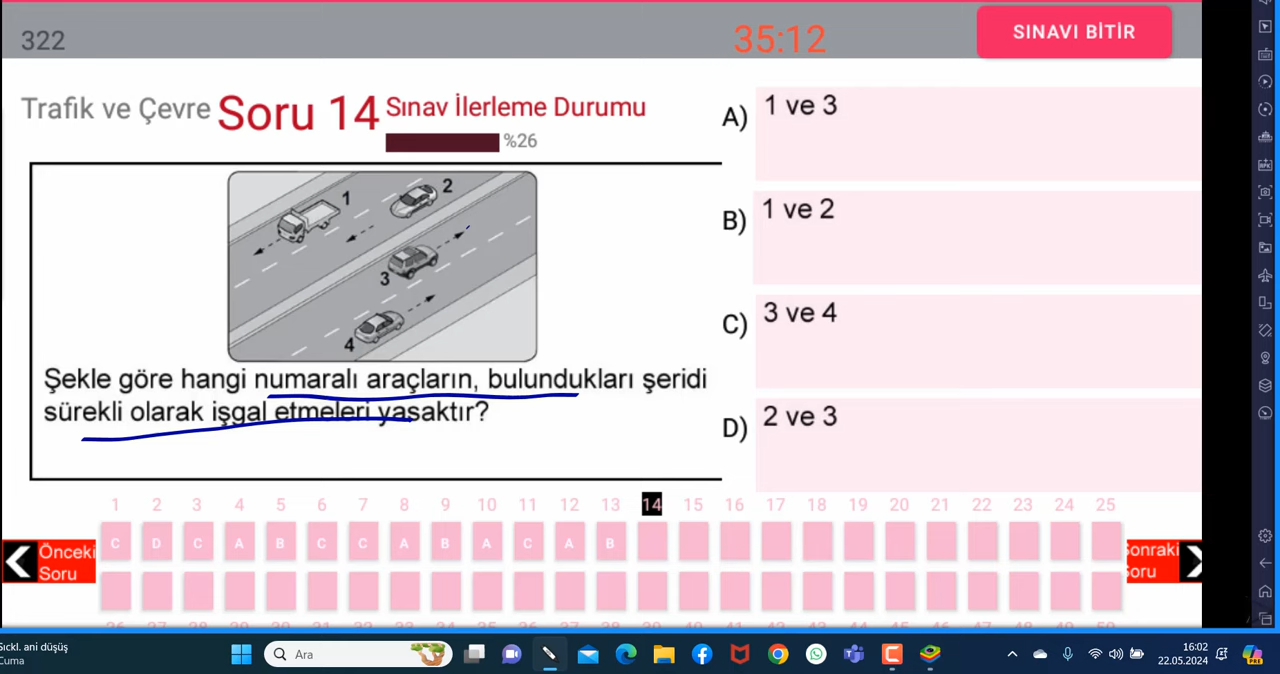 322
35:12
SINAVI BİTİR
Trafik ve Çevre Soru 14 Sınav İlerleme Durumu
%26
1
2
3
4
Şekle göre hangi numaralı araçların, bulundukları şeridi
sürekli olarak işgal etmeleri yasaktır?
A) 1 ve 3
B) 1 ve 2
C) 3 ve 4
D) 2 ve 3
1 2 3 4 5 6 7 8 9 10 11 12 13 14 15 16 17 18 19 20 21 22 23 24 25
C D C A B C C A B A C A B
Önceki
Soru
Sonraki
Soru
Sıckl. ani düşüş
Cuma
Ara
16:02
22.05.2024
PRE